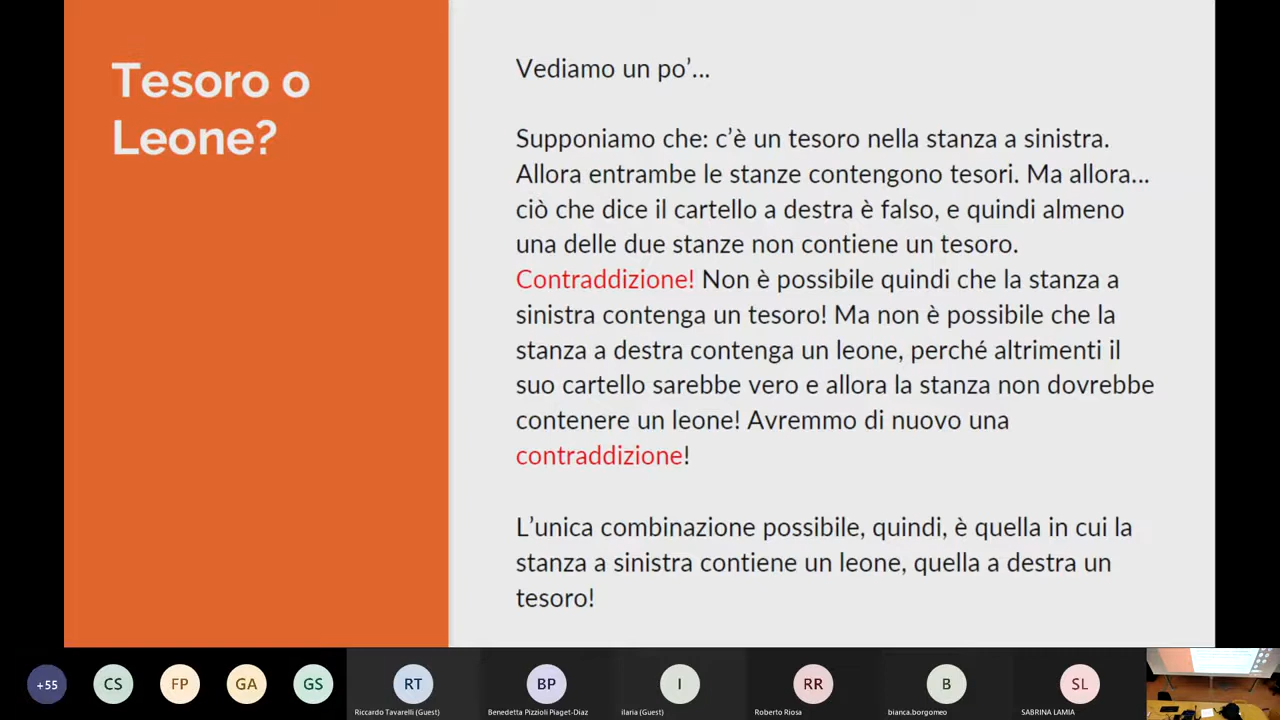 Tesoro o
Leone?
Vediamo un po’...
Supponiamo che: c’è un tesoro nella stanza a sinistra.
Allora entrambe le stanze contengono tesori. Ma allora...
ciò che dice il cartello a destra è falso, e quindi almeno
una delle due stanze non contiene un tesoro.
Contraddizione! Non è possibile quindi che la stanza a
sinistra contenga un tesoro! Ma non è possibile che la
stanza a destra contenga un leone, perché altrimenti il
suo cartello sarebbe vero e allora la stanza non dovrebbe
contenere un leone! Avremmo di nuovo una
contraddizione!
L’unica combinazione possibile, quindi, è quella in cui la
stanza a sinistra contiene un leone, quella a destra un
tesoro!
+55
CS
FP
GA
GS
RT
BP
I
RR
B
SL
Riccardo Tavarelli (Guest)
Benedetta Pizzioli Piaget-Diaz
ilaria (Guest)
Roberto Riosa
bianca.borgomeo
SABRINA LAMIA